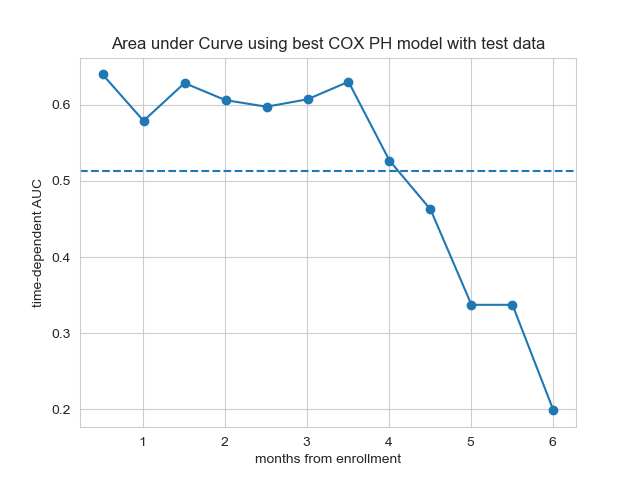 Area under Curve using best COX PH model with test data
time-dependent AUC
0.6
0.5
0.4
0.3
0.2
1 2 3 4 5 6
months from enrollment